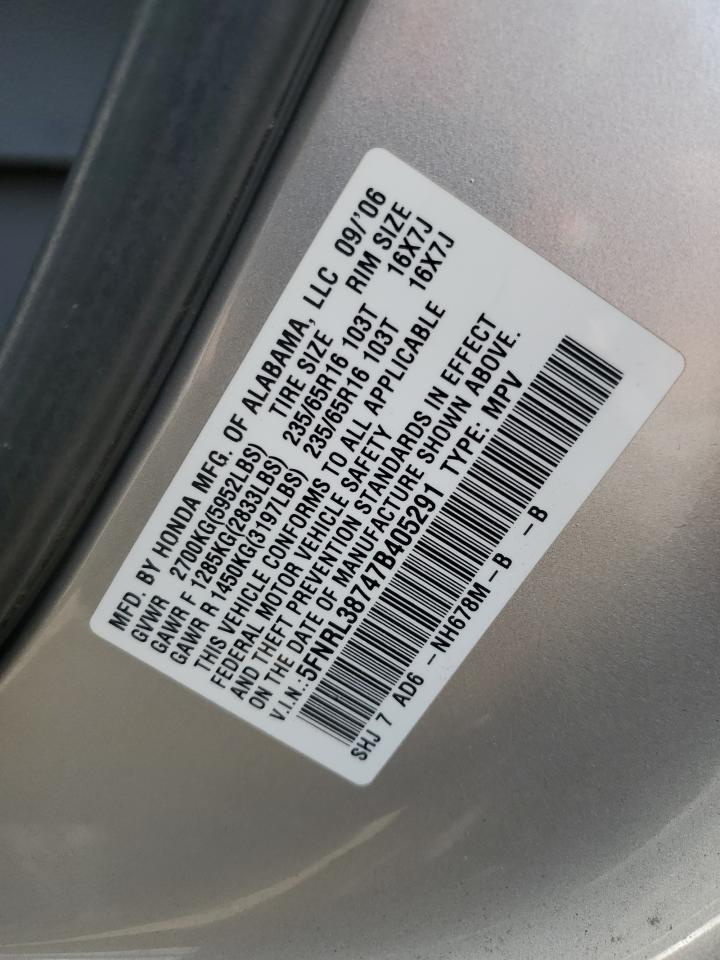 MFD. BY HONDA MFG. OF ALABAMA, LLC 09/'06
GVWR 2700KG(5952LBS) TIRE SIZE RIM SIZE
GAWR F 1285KG(2833LBS) 235/65R16 103T 16X7J
GAWR R 1450KG(3197LBS) 235/65R16 103T 16X7J
THIS VEHICLE CONFORMS TO ALL APPLICABLE
FEDERAL MOTOR VEHICLE SAFETY
AND THEFT PREVENTION STANDARDS IN EFFECT
ON THE DATE OF MANUFACTURE SHOWN ABOVE.
V.I.N.: 5FNRL38747B405291 TYPE: MPV
SHJ 7 AD6 - NH678M - B - B